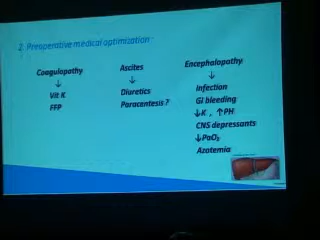 2. Preoperative medical optimization :
Coagulopathy
↓
Vit K
FFP
Ascites
↓
Diuretics
Paracentesis ?
Encephalopathy
↓
infection
GI bleeding
↓K , ↑PH
CNS depressants
↓PaO₂
Azotemia